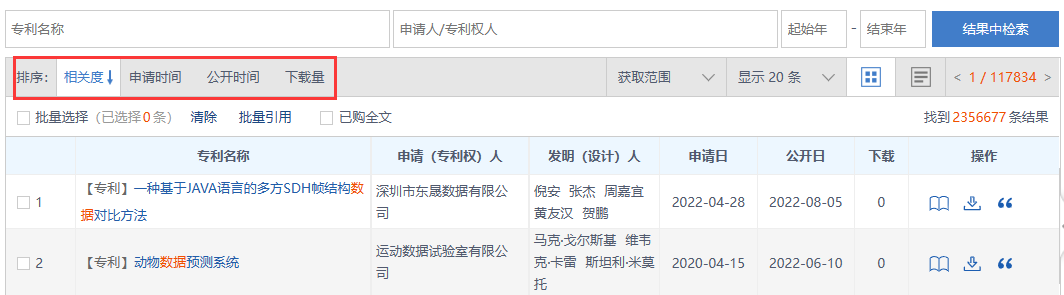 专利名称 申请人/专利权人 起始年 - 结束年 结果中检索
排序: 相关度 申请时间 公开时间 下载量 获取范围 显示 20 条 < 1 / 117834 >
批量选择 (已选择0条) 清除 批量引用 已购全文 找到2356677条结果
专利名称 申请（专利权）人 发明（设计）人 申请日 公开日 下载 操作
1 【专利】一种基于JAVA语言的多方SDH帧结构数
据对比方法 深圳市东晟数据有限公
司 倪安 张杰 周嘉宜
黄友汉 贺鹏 2022-04-28 2022-08-05 0
2 【专利】动物数据预测系统 运动数据试验室有限公
司 马克·戈尔斯基 维韦
克·卡雷 斯坦利·米莫
托 2020-04-15 2022-06-10 0